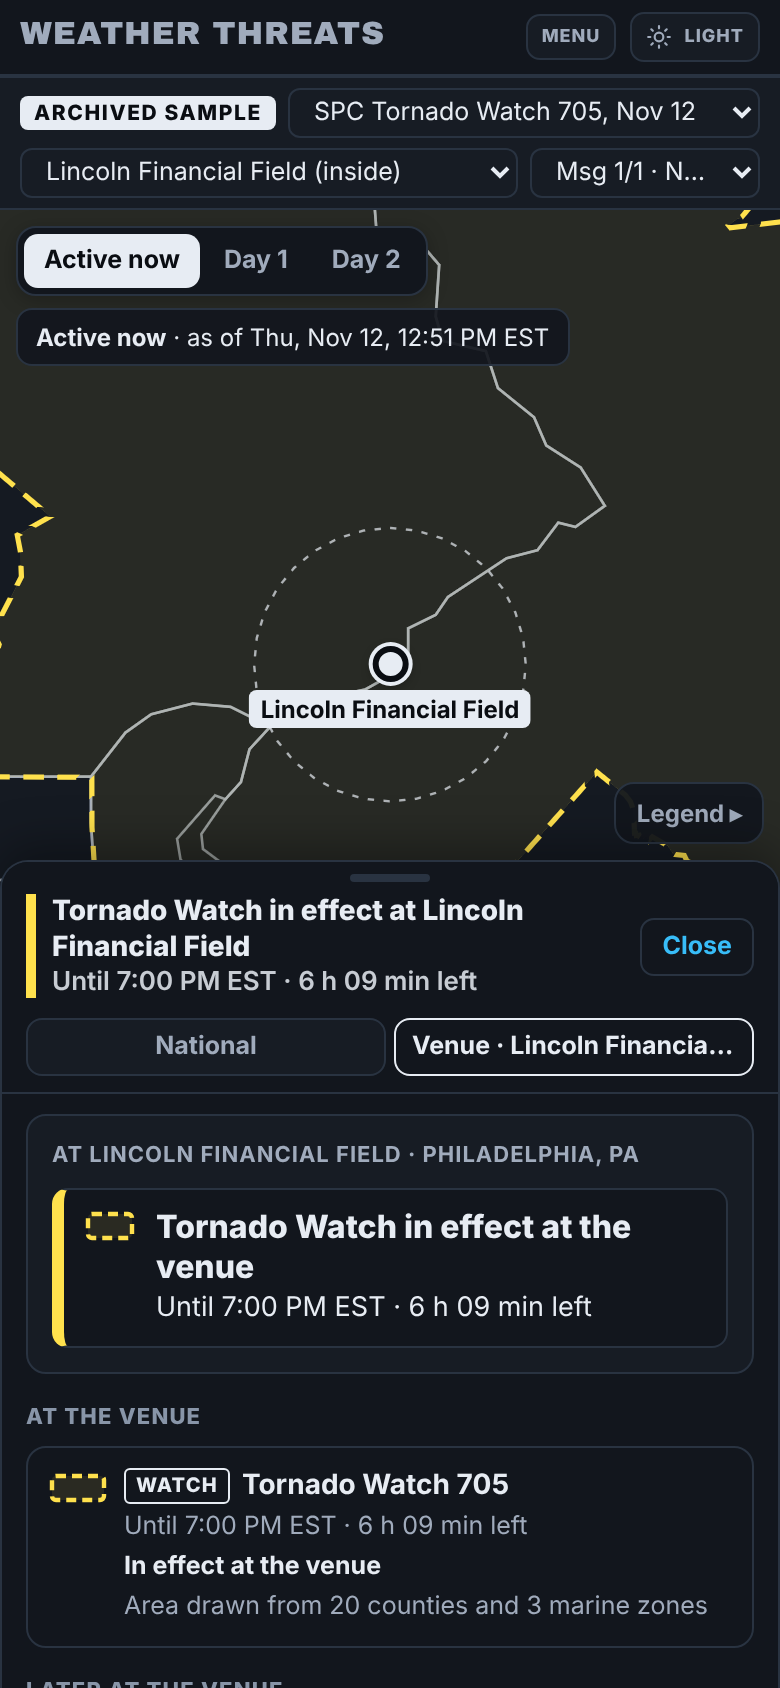 WEATHER THREATS
MENU
LIGHT
ARCHIVED SAMPLE
SPC Tornado Watch 705, Nov 12
Lincoln Financial Field (inside)
Msg 1/1 · N...
Active now
Day 1
Day 2
Active now · as of Thu, Nov 12, 12:51 PM EST
Lincoln Financial Field
Legend ▸
Tornado Watch in effect at Lincoln
Financial Field
Until 7:00 PM EST · 6 h 09 min left
Close
National
Venue · Lincoln Financia...
AT LINCOLN FINANCIAL FIELD · PHILADELPHIA, PA
Tornado Watch in effect at the
venue
Until 7:00 PM EST · 6 h 09 min left
AT THE VENUE
WATCH Tornado Watch 705
Until 7:00 PM EST · 6 h 09 min left
In effect at the venue
Area drawn from 20 counties and 3 marine zones
LATER AT THE VENUE